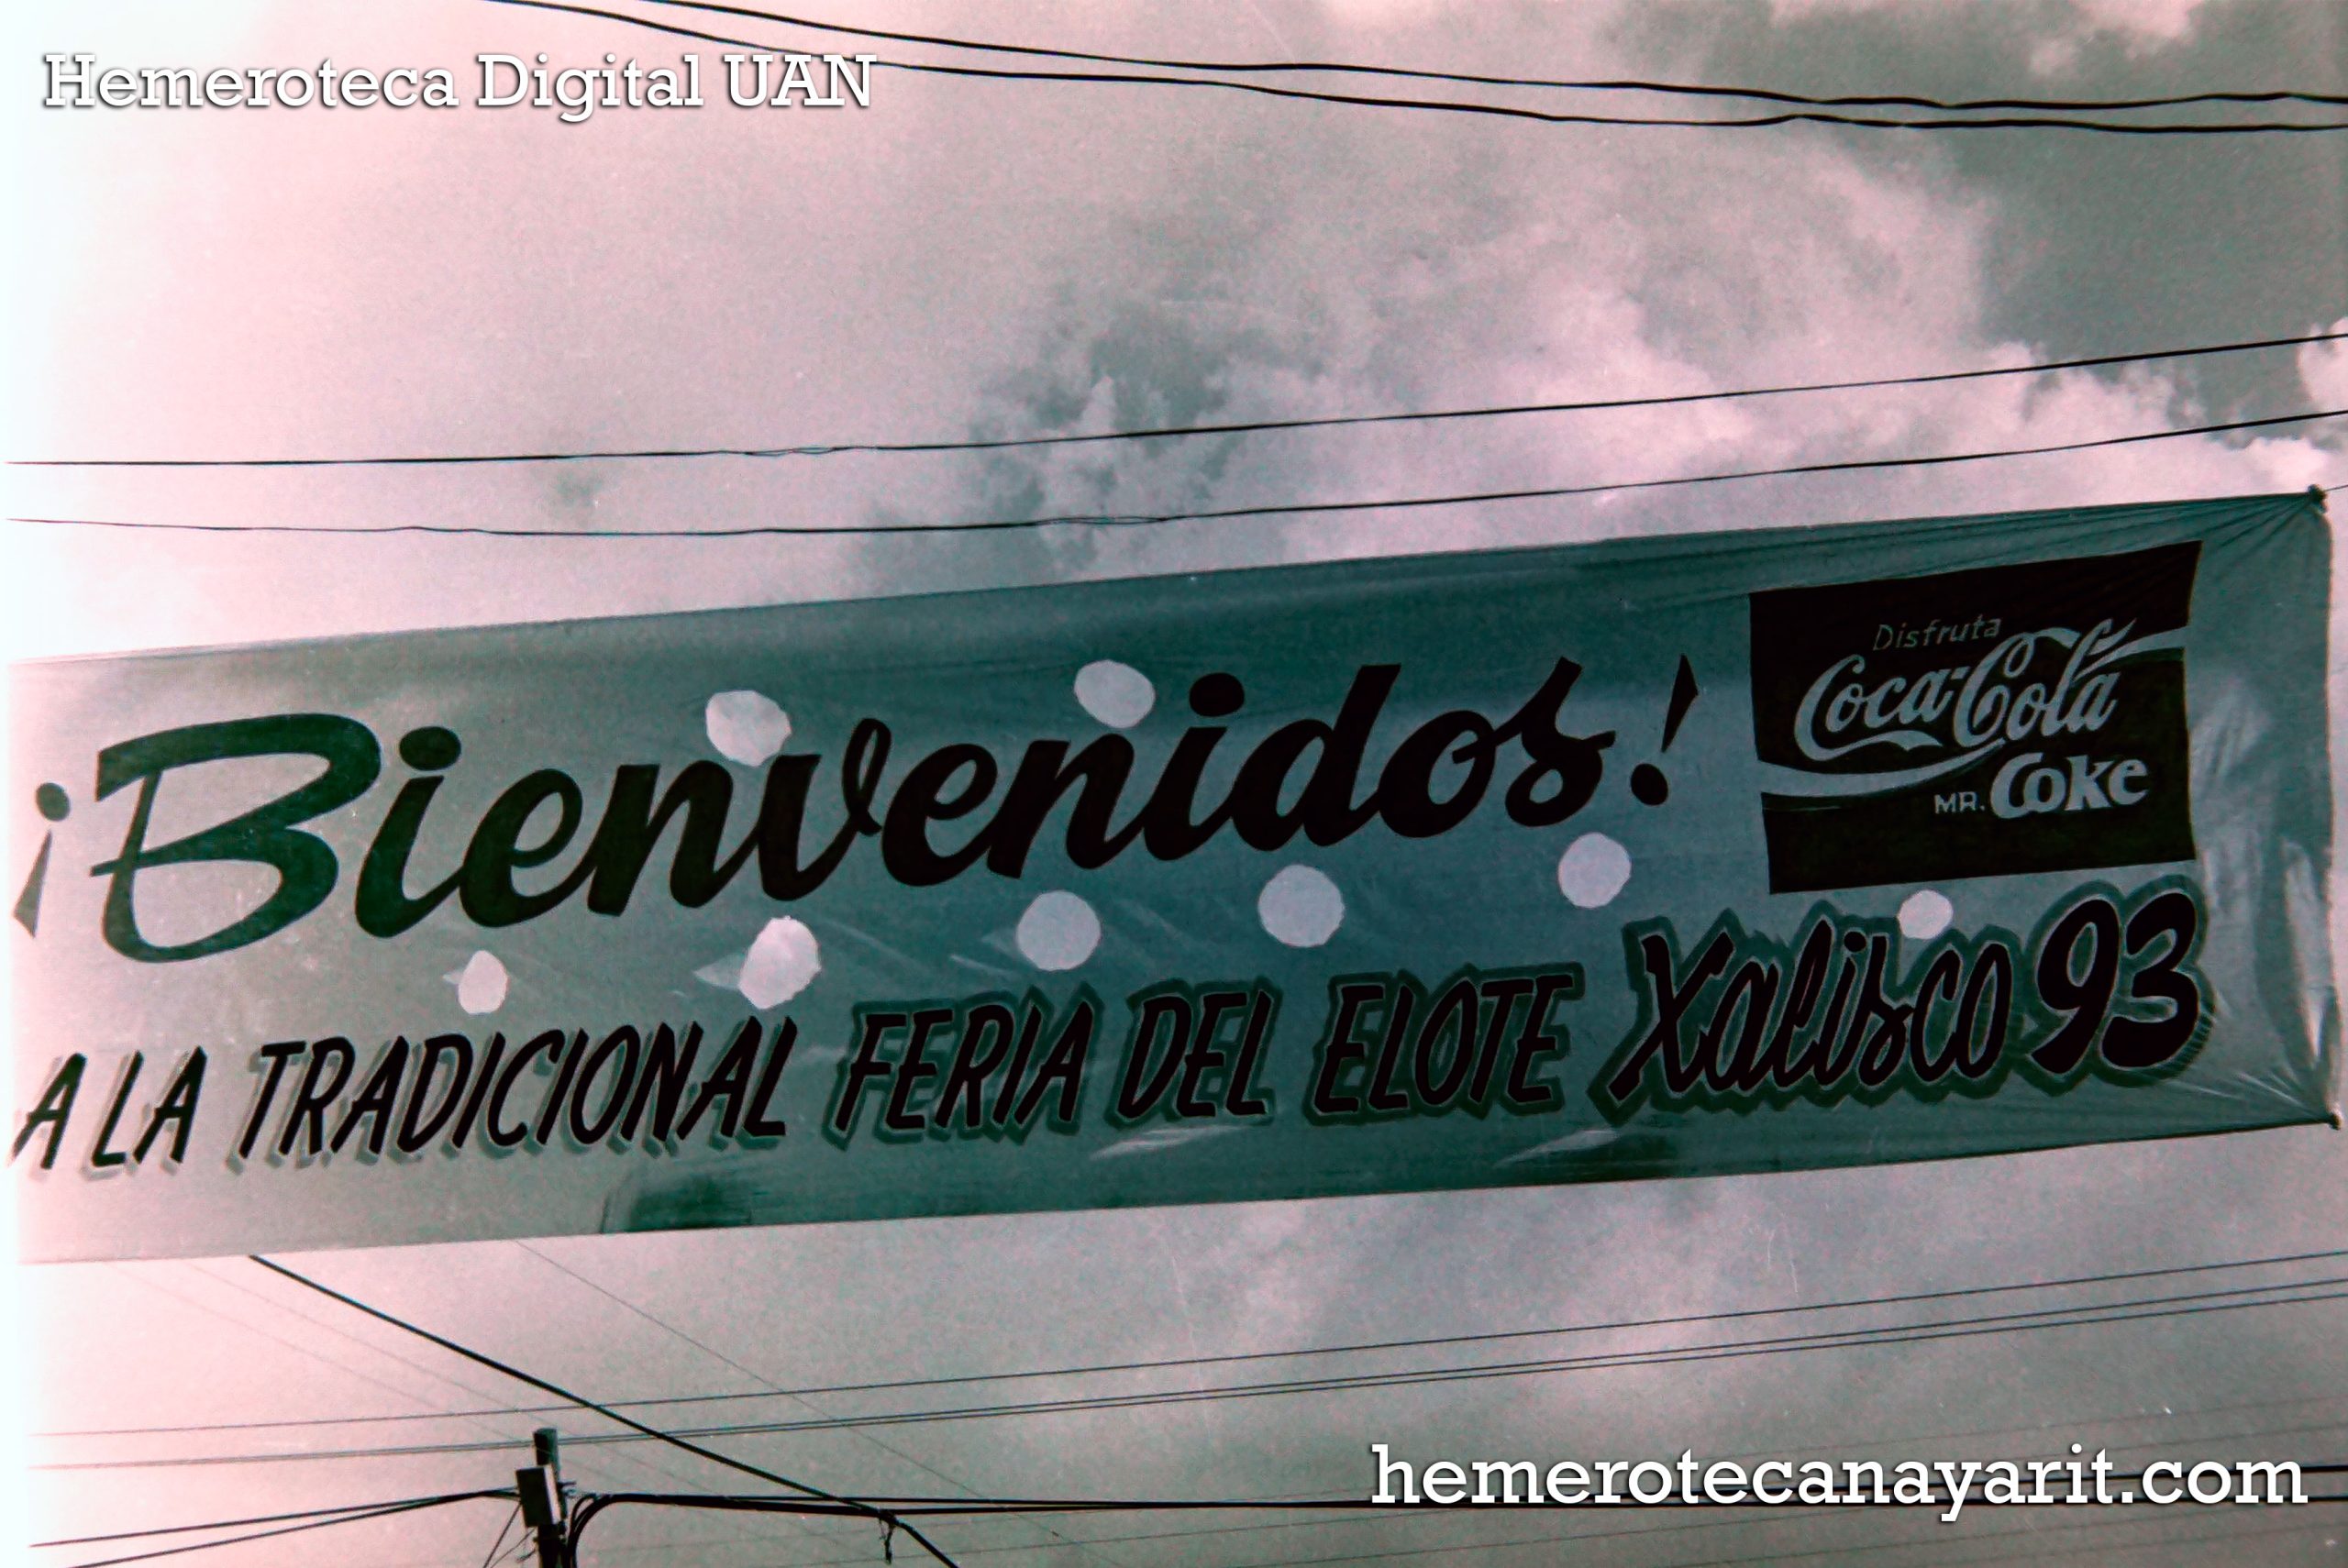 Hemeroteca Digital UAN
¡Bienvenidos!
Disfruta
Coca-Cola
MR. Coke
A LA TRADICIONAL FERIA DEL ELOTE Xalisco 93
hemerotecanayarit.com